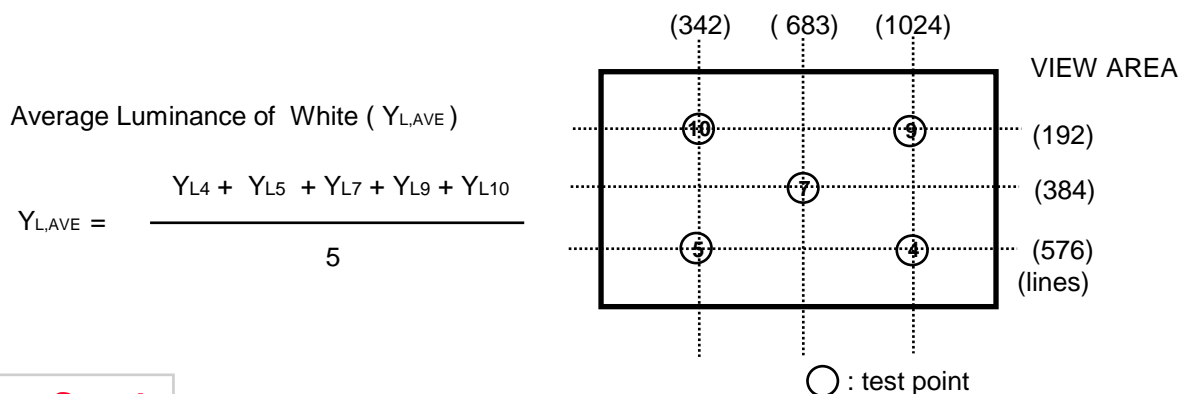 (342) ( 683) (1024)
VIEW AREA
Average Luminance of White ( YL,AVE )
10 9 (192)
YL4 + YL5 + YL7 + YL9 + YL10
YL,AVE =
5
7 (384)
5 4 (576)
(lines)
: test point